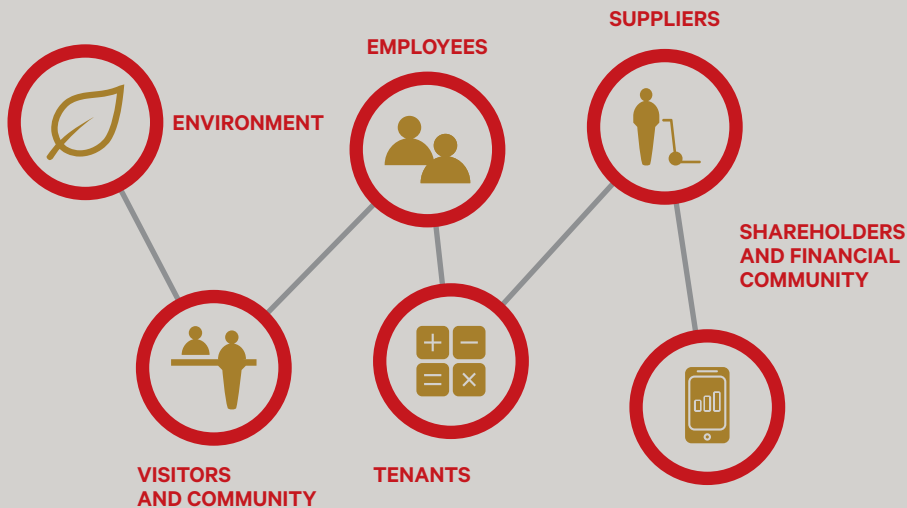 SUPPLIERS
EMPLOYEES
ENVIRONMENT
SHAREHOLDERS
AND FINANCIAL
COMMUNITY
VISITORS
AND COMMUNITY
TENANTS